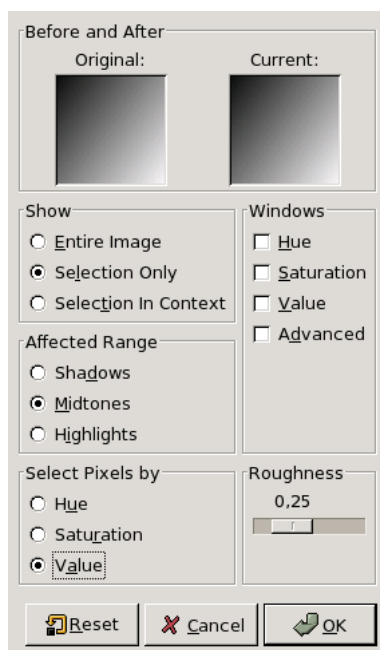 Before and After
Original:
Current:
Show
Entire Image
Selection Only
Selection In Context
Windows
Hue
Saturation
Value
Advanced
Affected Range
Shadows
Midtones
Highlights
Select Pixels by
Hue
Saturation
Value
Roughness
0,25
Reset
Cancel
OK